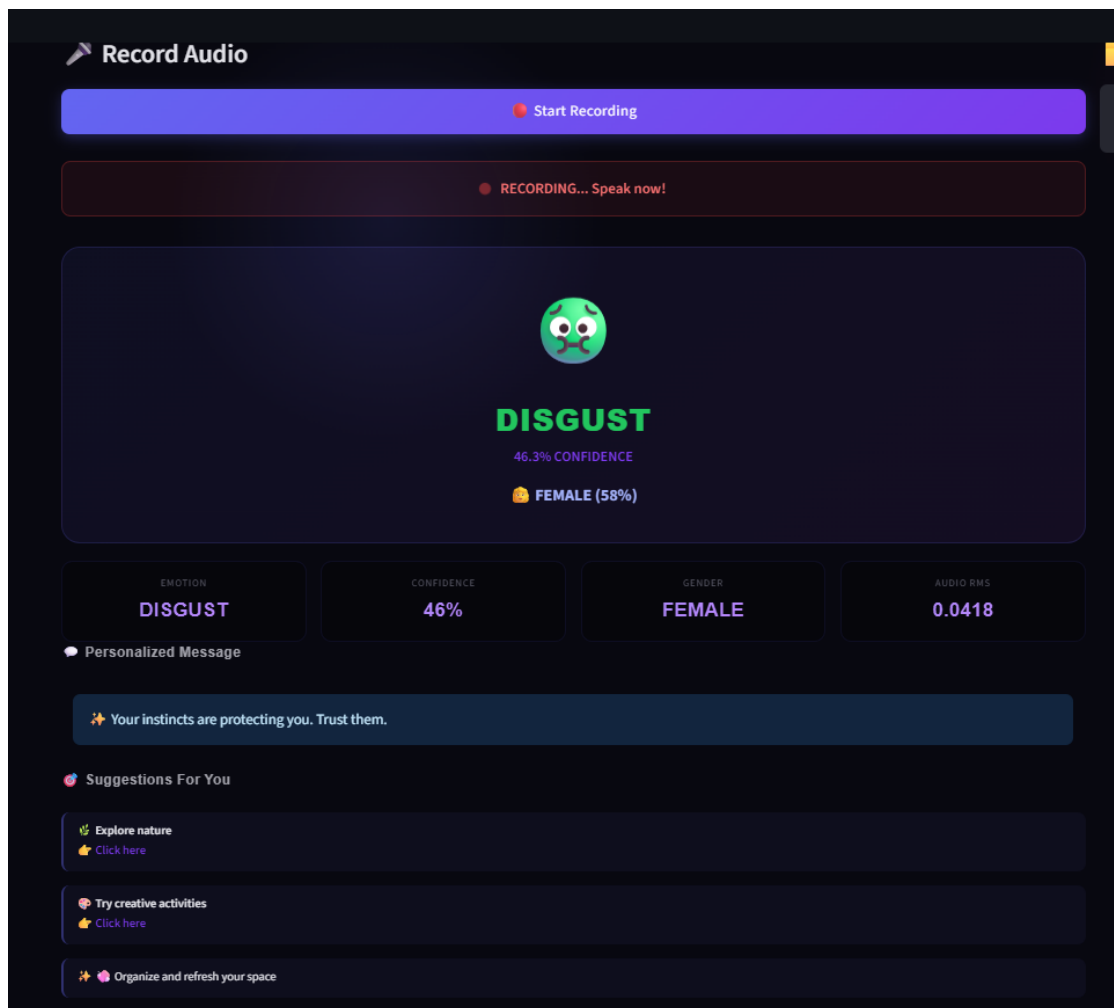 Record Audio
Start Recording
RECORDING... Speak now!
DISGUST
46.3% CONFIDENCE
FEMALE (58%)
EMOTION
DISGUST
CONFIDENCE
46%
GENDER
FEMALE
AUDIO RMS
0.0418
Personalized Message
Your instincts are protecting you. Trust them.
Suggestions For You
Explore nature
Click here
Try creative activities
Click here
Organize and refresh your space